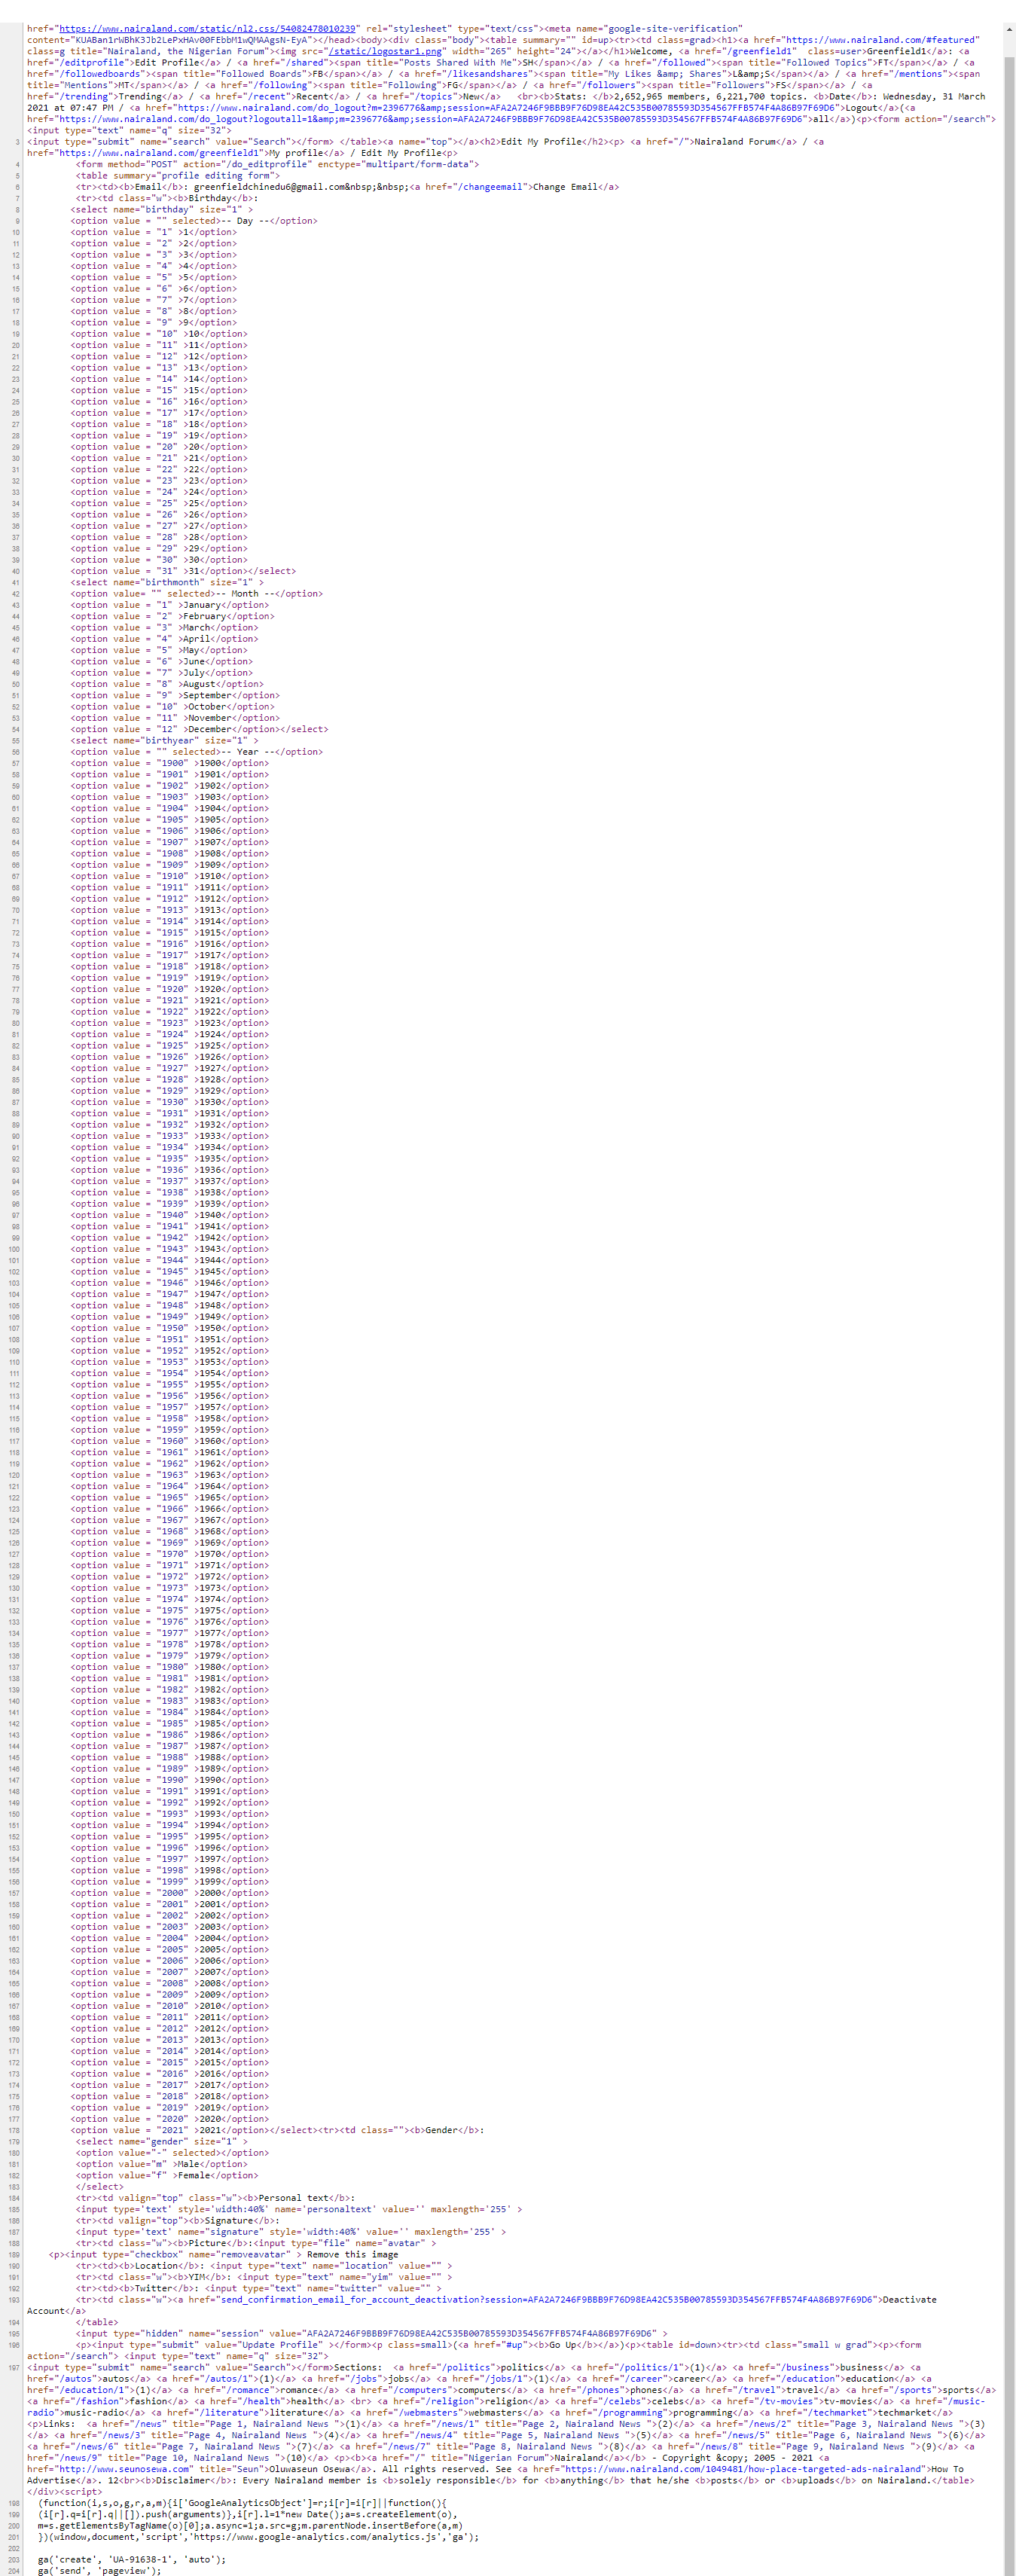 href="https://www.nairaland.com/static/nl2.css/54082478010239" rel="stylesheet" type="text/css"><meta name="google-site-verification"
content="KUABan1rWBhK3Jb2LePxHAv00FEbbM1wQMAAgsN-EyA"></head><body><div class="body"><table summary="" id=up><tr><td class=grad><h1><a href="https://www.nairaland.com/#featured"
class=g title="Nairaland, the Nigerian Forum"><img src="/static/logostar1.png" width="265" height="24"></a></h1>Welcome, <a href="/greenfield1"  class=user>Greenfield1</a>: <a
href="/editprofile">Edit Profile</a> / <a href="/shared"><span title="Posts Shared With Me">SH</span></a> / <a href="/followed"><span title="Followed Topics">FT</span></a> / <a
href="/followedboards"><span title="Followed Boards">FB</span></a> / <a href="/likesandshares"><span title="My Likes &amp; Shares">L&amp;S</span></a> / <a href="/mentions"><span
title="Mentions">MT</span></a> / <a href="/following"><span title="Following">FG</span></a> / <a href="/followers"><span title="Followers">FS</span></a> / <a
href="/trending">Trending</a> / <a href="/recent">Recent</a> / <a href="/topics">New</a>   <br><b>Stats: </b>2,652,965 members, 6,221,700 topics. <b>Date</b>: Wednesday, 31 March
2021 at 07:47 PM / <a href="https://www.nairaland.com/do_logout?m=2396776&amp;session=AFA2A7246F9BBB9F76D98EA42C535B00785593D354567FFB574F4A86B97F69D6">Logout</a>(<a
href="https://www.nairaland.com/do_logout?logoutall=1&amp;m=2396776&amp;session=AFA2A7246F9BBB9F76D98EA42C535B00785593D354567FFB574F4A86B97F69D6">all</a>)<p><form action="/search">
<input type="text" name="q" size="32">
3 <input type="submit" name="search" value="Search"></form> </table><a name="top"></a><h2>Edit My Profile</h2><p> <a href="/">Nairaland Forum</a> / <a
href="https://www.nairaland.com/greenfield1">My profile</a> / Edit My Profile<p>
4 <form method="POST" action="/do_editprofile" enctype="multipart/form-data">
5 <table summary="profile editing form">
6 <tr><td><b>Email</b>: greenfieldchinedu6@gmail.com&nbsp;&nbsp;<a href="/changeemail">Change Email</a>
7 <tr><td class="w"><b>Birthday</b>:
8 <select name="birthday" size="1" >
9 <option value = "" selected>-- Day --</option>
10 <option value = "1" >1</option>
11 <option value = "2" >2</option>
12 <option value = "3" >3</option>
13 <option value = "4" >4</option>
14 <option value = "5" >5</option>
15 <option value = "6" >6</option>
16 <option value = "7" >7</option>
17 <option value = "8" >8</option>
18 <option value = "9" >9</option>
19 <option value = "10" >10</option>
20 <option value = "11" >11</option>
21 <option value = "12" >12</option>
22 <option value = "13" >13</option>
23 <option value = "14" >14</option>
24 <option value = "15" >15</option>
25 <option value = "16" >16</option>
26 <option value = "17" >17</option>
27 <option value = "18" >18</option>
28 <option value = "19" >19</option>
29 <option value = "20" >20</option>
30 <option value = "21" >21</option>
31 <option value = "22" >22</option>
32 <option value = "23" >23</option>
33 <option value = "24" >24</option>
34 <option value = "25" >25</option>
35 <option value = "26" >26</option>
36 <option value = "27" >27</option>
37 <option value = "28" >28</option>
38 <option value = "29" >29</option>
39 <option value = "30" >30</option>
40 <option value = "31" >31</option></select>
41 <select name="birthmonth" size="1" >
42 <option value= "" selected>-- Month --</option>
43 <option value = "1" >January</option>
44 <option value = "2" >February</option>
45 <option value = "3" >March</option>
46 <option value = "4" >April</option>
47 <option value = "5" >May</option>
48 <option value = "6" >June</option>
49 <option value = "7" >July</option>
50 <option value = "8" >August</option>
51 <option value = "9" >September</option>
52 <option value = "10" >October</option>
53 <option value = "11" >November</option>
54 <option value = "12" >December</option></select>
55 <select name="birthyear" size="1" >
56 <option value = "" selected>-- Year --</option>
57 <option value = "1900" >1900</option>
58 <option value = "1901" >1901</option>
59 <option value = "1902" >1902</option>
60 <option value = "1903" >1903</option>
61 <option value = "1904" >1904</option>
62 <option value = "1905" >1905</option>
63 <option value = "1906" >1906</option>
64 <option value = "1907" >1907</option>
65 <option value = "1908" >1908</option>
66 <option value = "1909" >1909</option>
67 <option value = "1910" >1910</option>
68 <option value = "1911" >1911</option>
69 <option value = "1912" >1912</option>
70 <option value = "1913" >1913</option>
71 <option value = "1914" >1914</option>
72 <option value = "1915" >1915</option>
73 <option value = "1916" >1916</option>
74 <option value = "1917" >1917</option>
75 <option value = "1918" >1918</option>
76 <option value = "1919" >1919</option>
77 <option value = "1920" >1920</option>
78 <option value = "1921" >1921</option>
79 <option value = "1922" >1922</option>
80 <option value = "1923" >1923</option>
81 <option value = "1924" >1924</option>
82 <option value = "1925" >1925</option>
83 <option value = "1926" >1926</option>
84 <option value = "1927" >1927</option>
85 <option value = "1928" >1928</option>
86 <option value = "1929" >1929</option>
87 <option value = "1930" >1930</option>
88 <option value = "1931" >1931</option>
89 <option value = "1932" >1932</option>
90 <option value = "1933" >1933</option>
91 <option value = "1934" >1934</option>
92 <option value = "1935" >1935</option>
93 <option value = "1936" >1936</option>
94 <option value = "1937" >1937</option>
95 <option value = "1938" >1938</option>
96 <option value = "1939" >1939</option>
97 <option value = "1940" >1940</option>
98 <option value = "1941" >1941</option>
99 <option value = "1942" >1942</option>
100 <option value = "1943" >1943</option>
101 <option value = "1944" >1944</option>
102 <option value = "1945" >1945</option>
103 <option value = "1946" >1946</option>
104 <option value = "1947" >1947</option>
105 <option value = "1948" >1948</option>
106 <option value = "1949" >1949</option>
107 <option value = "1950" >1950</option>
108 <option value = "1951" >1951</option>
109 <option value = "1952" >1952</option>
110 <option value = "1953" >1953</option>
111 <option value = "1954" >1954</option>
112 <option value = "1955" >1955</option>
113 <option value = "1956" >1956</option>
114 <option value = "1957" >1957</option>
115 <option value = "1958" >1958</option>
116 <option value = "1959" >1959</option>
117 <option value = "1960" >1960</option>
118 <option value = "1961" >1961</option>
119 <option value = "1962" >1962</option>
120 <option value = "1963" >1963</option>
121 <option value = "1964" >1964</option>
122 <option value = "1965" >1965</option>
123 <option value = "1966" >1966</option>
124 <option value = "1967" >1967</option>
125 <option value = "1968" >1968</option>
126 <option value = "1969" >1969</option>
127 <option value = "1970" >1970</option>
128 <option value = "1971" >1971</option>
129 <option value = "1972" >1972</option>
130 <option value = "1973" >1973</option>
131 <option value = "1974" >1974</option>
132 <option value = "1975" >1975</option>
133 <option value = "1976" >1976</option>
134 <option value = "1977" >1977</option>
135 <option value = "1978" >1978</option>
136 <option value = "1979" >1979</option>
137 <option value = "1980" >1980</option>
138 <option value = "1981" >1981</option>
139 <option value = "1982" >1982</option>
140 <option value = "1983" >1983</option>
141 <option value = "1984" >1984</option>
142 <option value = "1985" >1985</option>
143 <option value = "1986" >1986</option>
144 <option value = "1987" >1987</option>
145 <option value = "1988" >1988</option>
146 <option value = "1989" >1989</option>
147 <option value = "1990" >1990</option>
148 <option value = "1991" >1991</option>
149 <option value = "1992" >1992</option>
150 <option value = "1993" >1993</option>
151 <option value = "1994" >1994</option>
152 <option value = "1995" >1995</option>
153 <option value = "1996" >1996</option>
154 <option value = "1997" >1997</option>
155 <option value = "1998" >1998</option>
156 <option value = "1999" >1999</option>
157 <option value = "2000" >2000</option>
158 <option value = "2001" >2001</option>
159 <option value = "2002" >2002</option>
160 <option value = "2003" >2003</option>
161 <option value = "2004" >2004</option>
162 <option value = "2005" >2005</option>
163 <option value = "2006" >2006</option>
164 <option value = "2007" >2007</option>
165 <option value = "2008" >2008</option>
166 <option value = "2009" >2009</option>
167 <option value = "2010" >2010</option>
168 <option value = "2011" >2011</option>
169 <option value = "2012" >2012</option>
170 <option value = "2013" >2013</option>
171 <option value = "2014" >2014</option>
172 <option value = "2015" >2015</option>
173 <option value = "2016" >2016</option>
174 <option value = "2017" >2017</option>
175 <option value = "2018" >2018</option>
176 <option value = "2019" >2019</option>
177 <option value = "2020" >2020</option>
178 <option value = "2021" >2021</option></select><tr><td class=""><b>Gender</b>:
179 <select name="gender" size="1" >
180 <option value="-" selected></option>
181 <option value="m" >Male</option>
182 <option value="f" >Female</option>
183 </select>
184 <tr><td valign="top" class="w"><b>Personal text</b>:
185 <input type='text' style='width:40%' name='personaltext' value='' maxlength='255' >
186 <tr><td valign="top"><b>Signature</b>:
187 <input type='text' name="signature" style='width:40%' value='' maxlength='255' >
188 <tr><td class="w"><b>Picture</b>:<input type="file" name="avatar" >
189 <p><input type="checkbox" name="removeavatar" > Remove this image
190 <tr><td><b>Location</b>: <input type="text" name="location" value="" >
191 <tr><td class="w"><b>YIM</b>: <input type="text" name="yim" value="" >
192 <tr><td><b>Twitter</b>: <input type="text" name="twitter" value="" >
193 <tr><td class="w"><a href="send_confirmation_email_for_account_deactivation?session=AFA2A7246F9BBB9F76D98EA42C535B00785593D354567FFB574F4A86B97F69D6">Deactivate
Account</a>
194 </table>
195 <input type="hidden" name="session" value="AFA2A7246F9BBB9F76D98EA42C535B00785593D354567FFB574F4A86B97F69D6" >
196 <p><input type="submit" value="Update Profile" ></form><p class=small>(<a href="#up"><b>Go Up</b></a>)<p><table id=down><tr><td class="small w grad"><p><form
action="/search"> <input type="text" name="q" size="32">
197 <input type="submit" name="search" value="Search"></form>Sections:  <a href="/politics">politics</a> <a href="/politics/1">(1)</a> <a href="/business">business</a> <a
href="/autos">autos</a> <a href="/autos/1">(1)</a> <a href="/jobs">jobs</a> <a href="/jobs/1">(1)</a> <a href="/career">career</a> <a href="/education">education</a> <a
href="/education/1">(1)</a> <a href="/romance">romance</a> <a href="/computers">computers</a> <a href="/phones">phones</a> <a href="/travel">travel</a> <a href="/sports">sports</a>
<a href="/fashion">fashion</a> <a href="/health">health</a> <br> <a href="/religion">religion</a> <a href="/celebs">celebs</a> <a href="/tv-movies">tv-movies</a> <a href="/music-
radio">music-radio</a> <a href="/literature">literature</a> <a href="/webmasters">webmasters</a> <a href="/programming">programming</a> <a href="/techmarket">techmarket</a>
<p>Links:  <a href="/news" title="Page 1, Nairaland News ">(1)</a> <a href="/news/1" title="Page 2, Nairaland News ">(2)</a> <a href="/news/2" title="Page 3, Nairaland News ">(3)
</a> <a href="/news/3" title="Page 4, Nairaland News ">(4)</a> <a href="/news/4" title="Page 5, Nairaland News ">(5)</a> <a href="/news/5" title="Page 6, Nairaland News ">(6)</a>
<a href="/news/6" title="Page 7, Nairaland News ">(7)</a> <a href="/news/7" title="Page 8, Nairaland News ">(8)</a> <a href="/news/8" title="Page 9, Nairaland News ">(9)</a> <a
href="/news/9" title="Page 10, Nairaland News ">(10)</a> <p><b><a href="/" title="Nigerian Forum">Nairaland</a></b> - Copyright &copy; 2005 - 2021 <a
href="http://www.seunosewa.com" title="Seun">Oluwaseun Osewa</a>. All rights reserved. See <a href="https://www.nairaland.com/1049481/how-place-targeted-ads-nairaland">How To
Advertise</a>. 12<br><b>Disclaimer</b>: Every Nairaland member is <b>solely responsible</b> for <b>anything</b> that he/she <b>posts</b> or <b>uploads</b> on Nairaland.</table>
</div><script>
198 (function(i,s,o,g,r,a,m){i['GoogleAnalyticsObject']=r;i[r]=i[r]||function(){
199 (i[r].q=i[r].q||[]).push(arguments)},i[r].l=1*new Date();a=s.createElement(o),
200 m=s.getElementsByTagName(o)[0];a.async=1;a.src=g;m.parentNode.insertBefore(a,m)
201 })(window,document,'script','https://www.google-analytics.com/analytics.js','ga');
202
203 ga('create', 'UA-91638-1', 'auto');
204 ga('send', 'pageview');